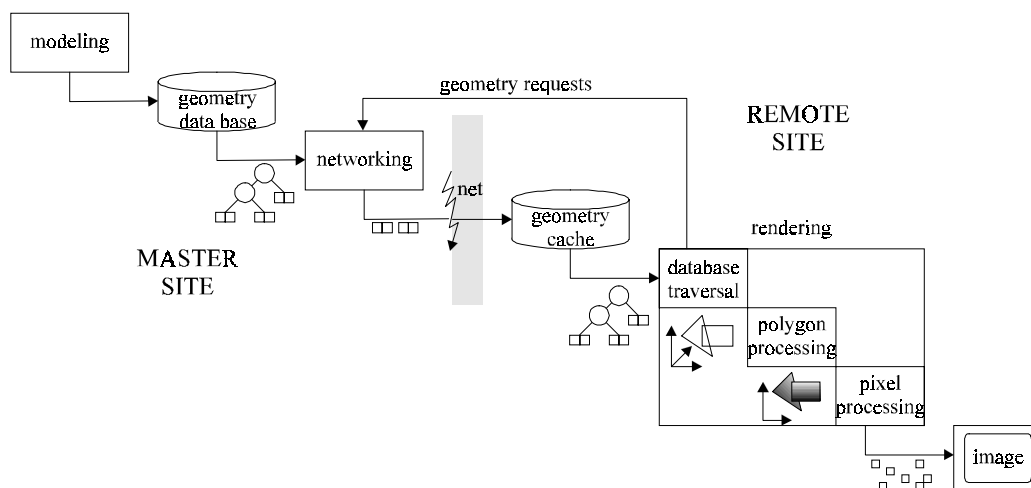 modeling
geometry
data base
geometry requests
networking
REMOTE
SITE
net
geometry
cache
MASTER
SITE
rendering
database
traversal
polygon
processing
pixel
processing
image